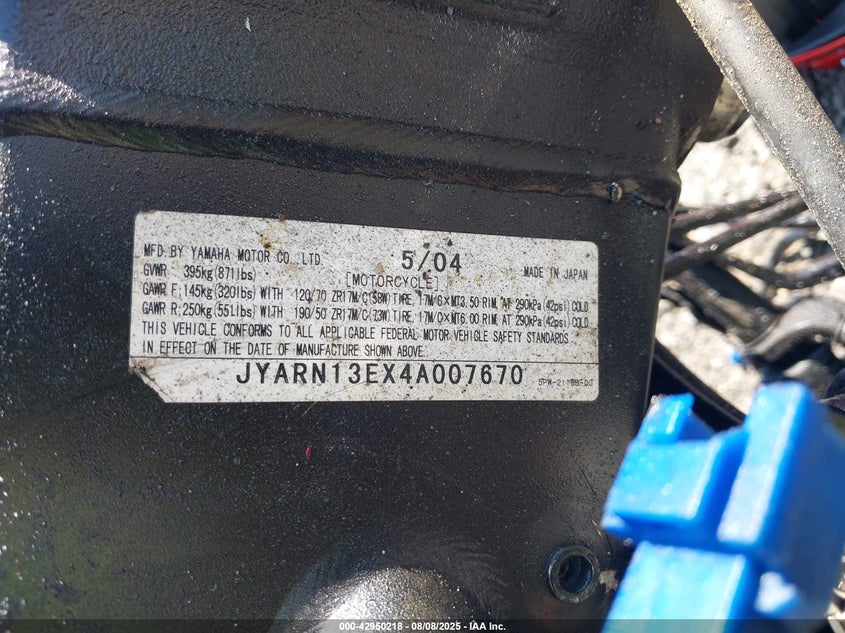 MFD. BY YAMAHA MOTOR CO., LTD. 5/04
GVWR 395kg(871lbs) [MOTORCYCLE] MADE IN JAPAN
GAWR F:145kg(320lbs) WITH 120/70 ZR17M/C(58W)TIRE, 17M/C×MT3.50 RIM, AT 290kPa(42psi) COLD
GAWR R:250kg(551lbs) WITH 190/50 ZR17M/C(73W)TIRE, 17M/C×MT6.00 RIM, AT 290kPa(42psi) COLD
THIS VEHICLE CONFORMS TO ALL APPLICABLE FEDERAL MOTOR VEHICLE SAFETY STANDARDS
IN EFFECT ON THE DATE OF MANUFACTURE SHOWN ABOVE.
JYARN13EX4A007670
000-42950218 - 08/08/2025 - IAA Inc.